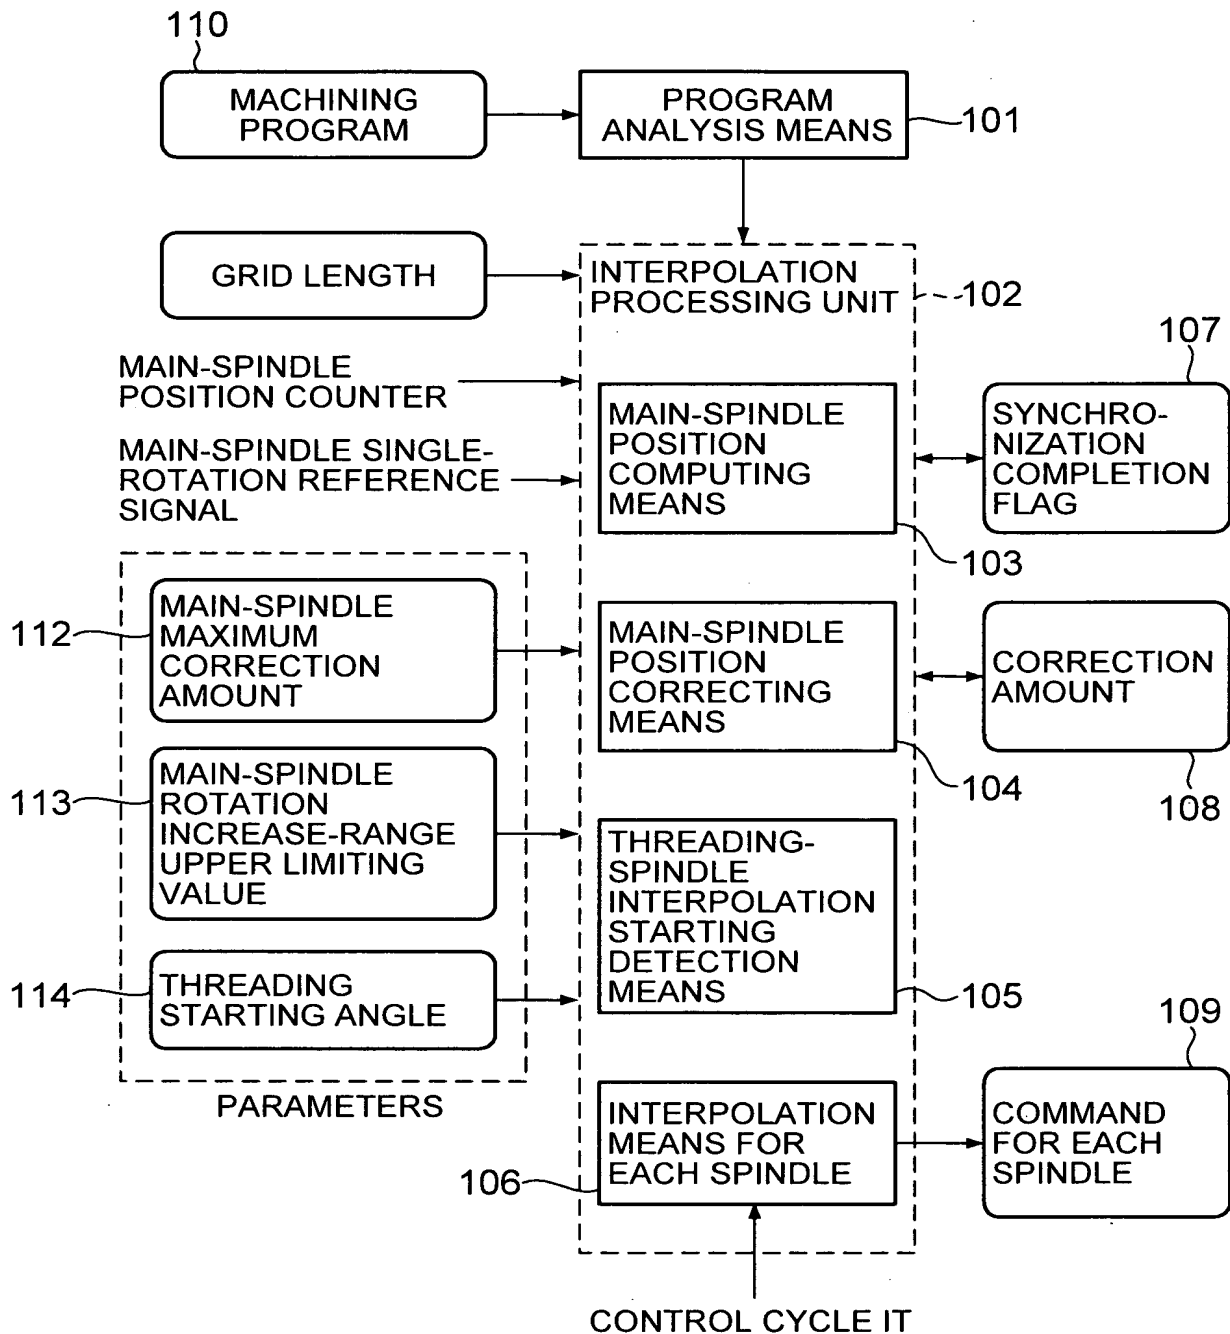 110
MACHINING
PROGRAM
PROGRAM
ANALYSIS MEANS
101
GRID LENGTH
INTERPOLATION
PROCESSING UNIT
102
MAIN-SPINDLE
POSITION COUNTER
MAIN-SPINDLE SINGLE-
ROTATION REFERENCE
SIGNAL
MAIN-SPINDLE
POSITION
COMPUTING
MEANS
103
107
SYNCHRO-
NIZATION
COMPLETION
FLAG
112
MAIN-SPINDLE
MAXIMUM
CORRECTION
AMOUNT
MAIN-SPINDLE
POSITION
CORRECTING
MEANS
104
CORRECTION
AMOUNT
108
113
MAIN-SPINDLE
ROTATION
INCREASE-RANGE
UPPER LIMITING
VALUE
THREADING-
SPINDLE
INTERPOLATION
STARTING
DETECTION
MEANS
105
114
THREADING
STARTING ANGLE
PARAMETERS
106
INTERPOLATION
MEANS FOR
EACH SPINDLE
109
COMMAND
FOR EACH
SPINDLE
CONTROL CYCLE IT